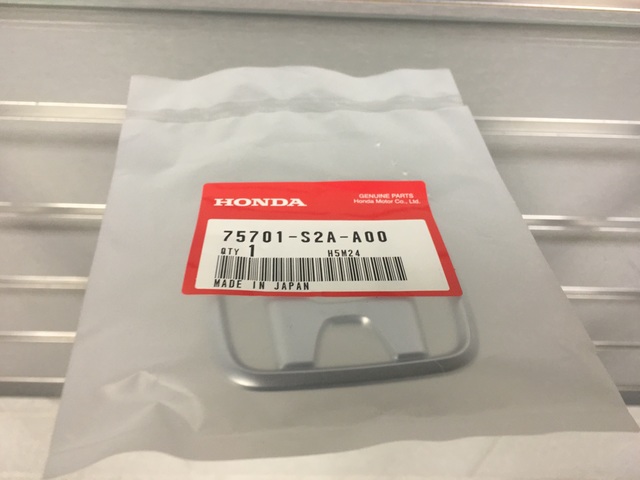 HONDA
GENUINE PARTS
Honda Motor Co., Ltd.
75701-S2A-A00
QTY 1 H5M24
MADE IN JAPAN